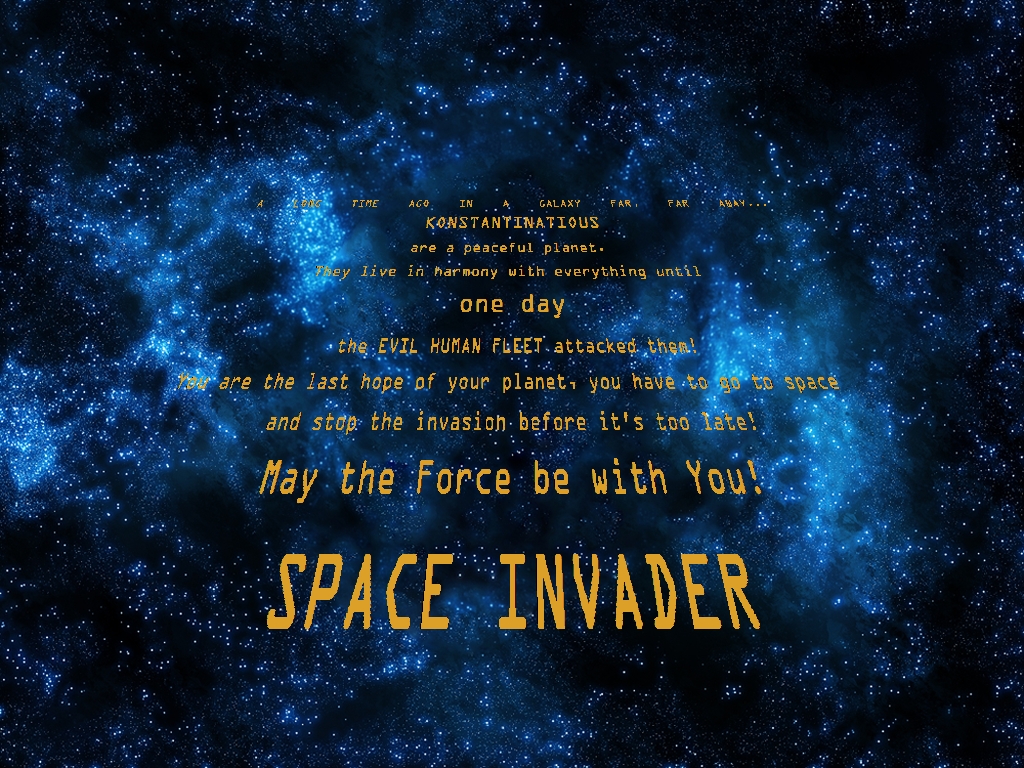 A LONG TIME AGO IN A GALAXY FAR, FAR AWAY...
KONSTANTINATIOUS
are a peaceful planet.
They live in harmony with everything until
one day
the EVIL HUMAN FLEET attacked them!
You are the last hope of your planet, you have to go to space
and stop the invasion before it's too late!
May the Force be with You!
SPACE INVADER